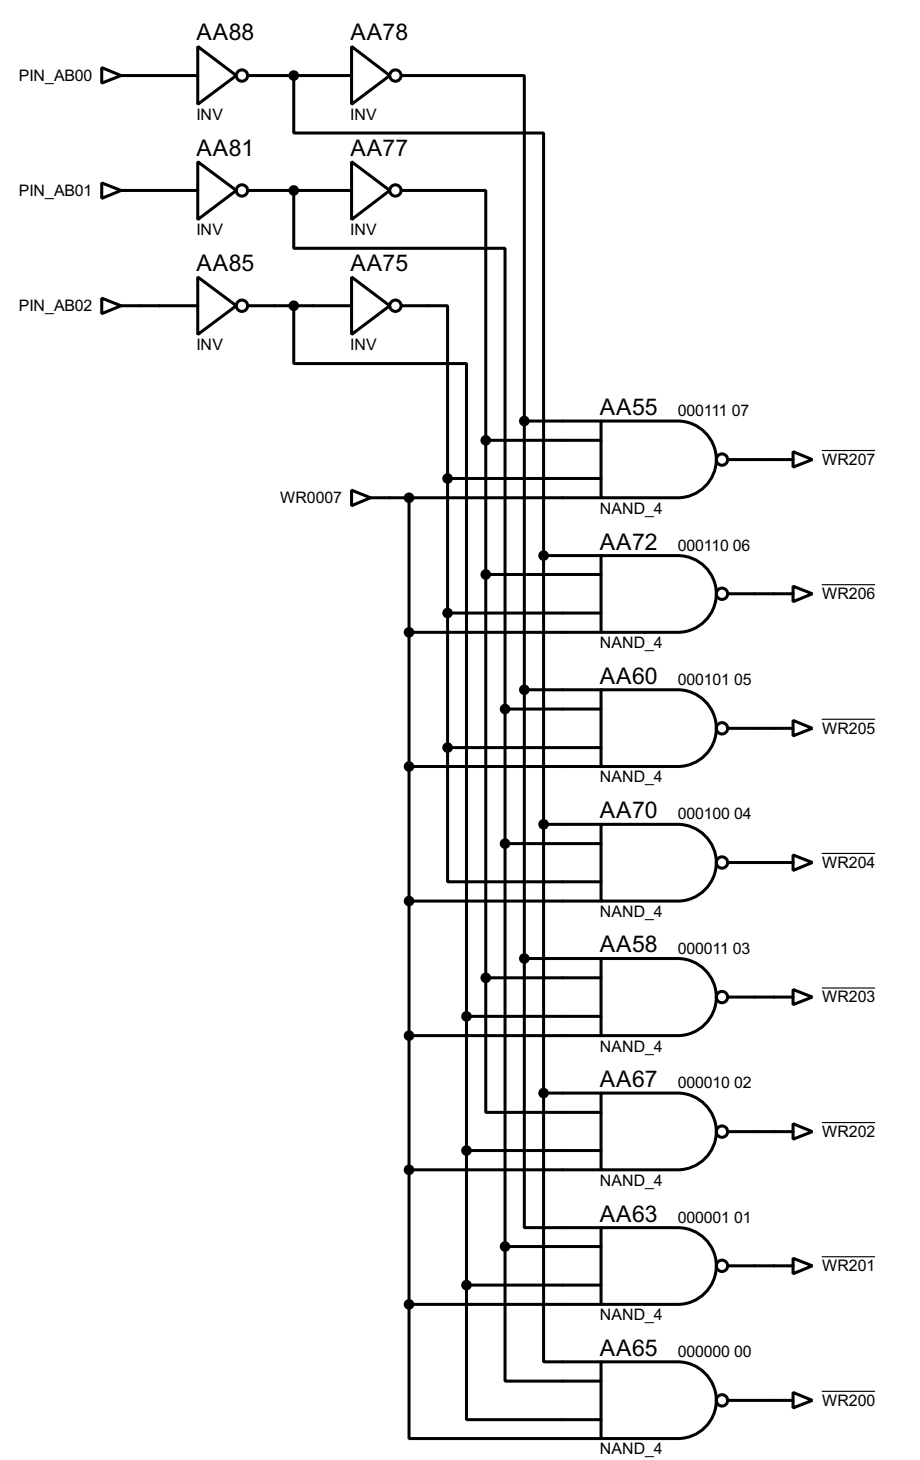 AA88 AA78
PIN_AB00
INV INV
AA81 AA77
PIN_AB01
INV INV
AA85 AA75
PIN_AB02
INV INV
AA55 000111 07
WR207
WR0007
NAND_4
AA72 000110 06
WR206
NAND_4
AA60 000101 05
WR205
NAND_4
AA70 000100 04
WR204
NAND_4
AA58 000011 03
WR203
NAND_4
AA67 000010 02
WR202
NAND_4
AA63 000001 01
WR201
NAND_4
AA65 000000 00
WR200
NAND_4